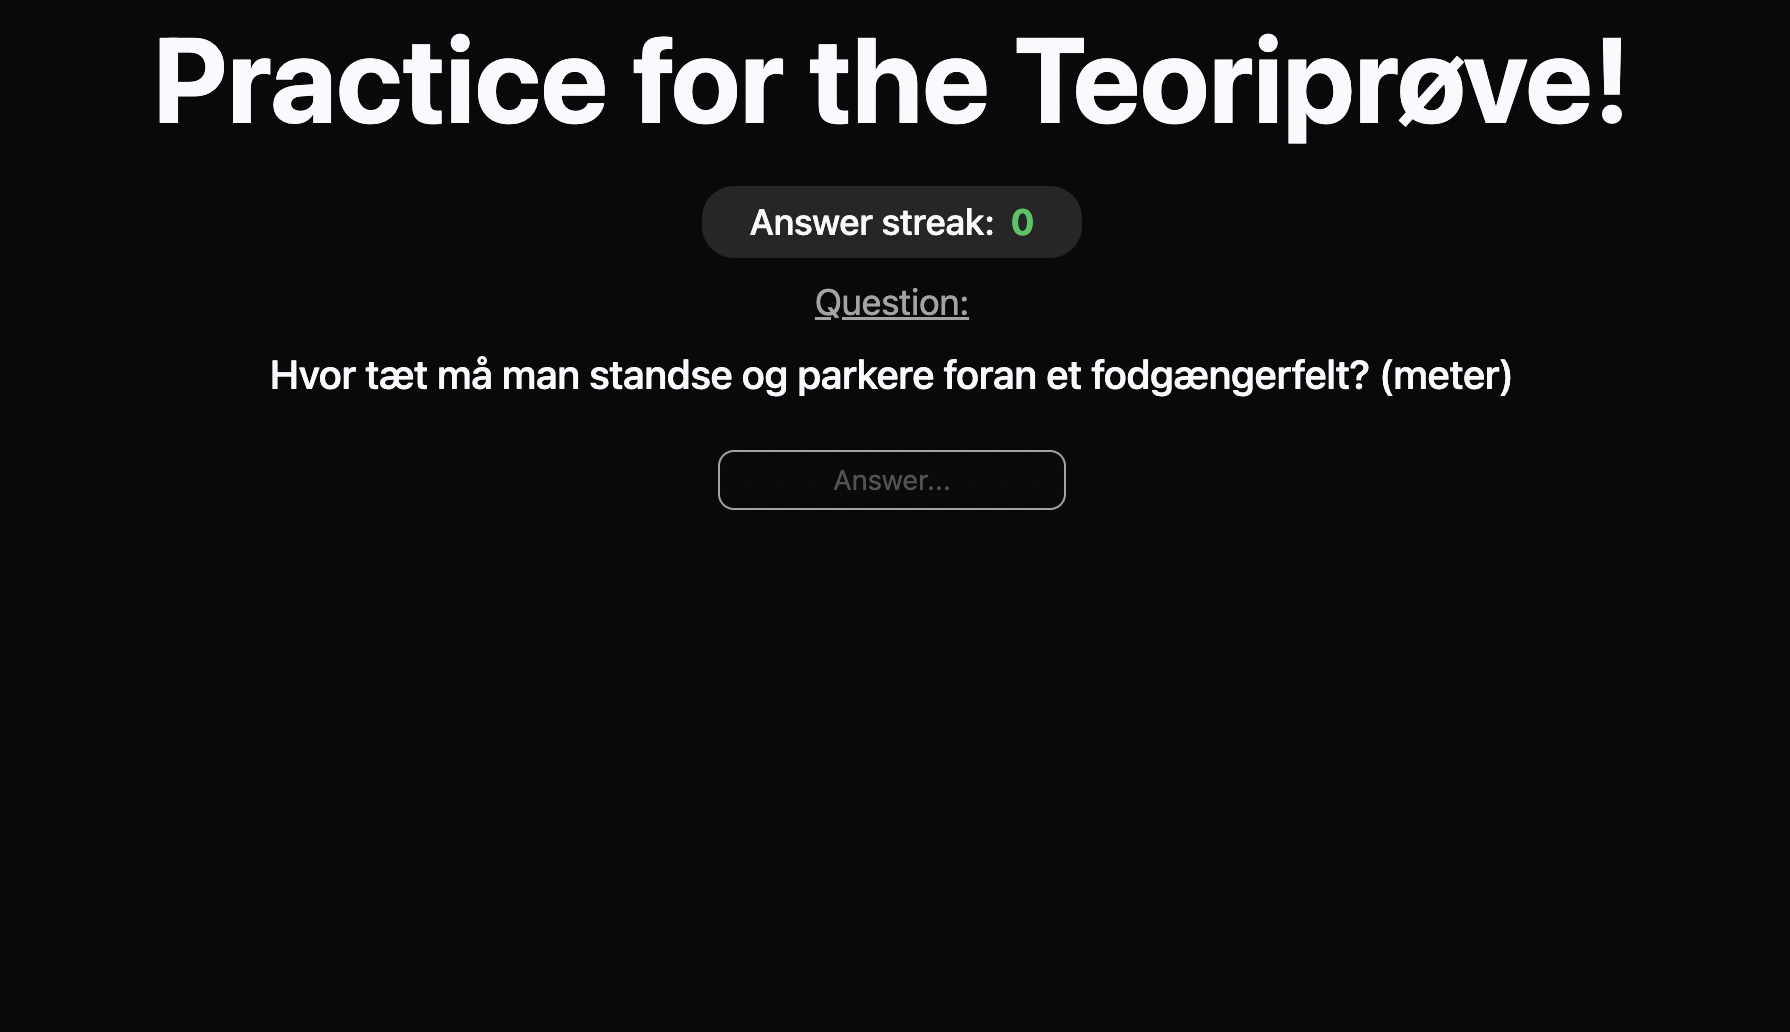 Practice for the Teoriprøve!
Answer streak: 0
Question:
Hvor tæt må man standse og parkere foran et fodgængerfelt? (meter)
Answer...